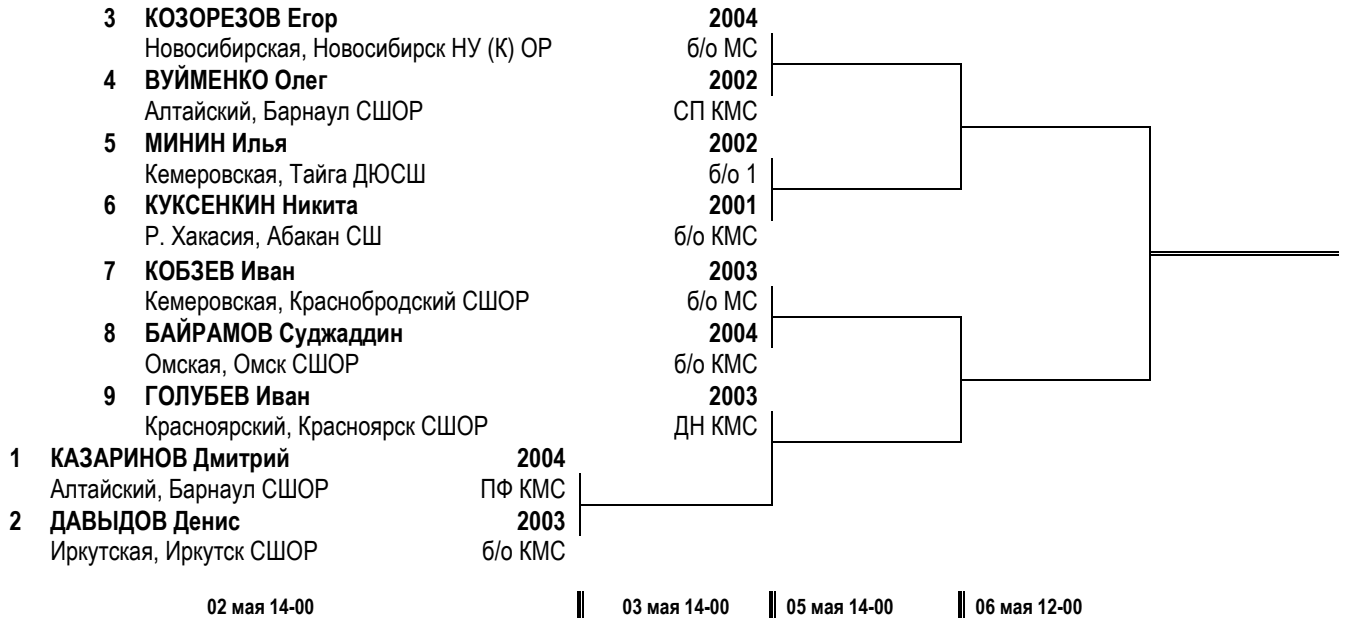 3 КОЗОРЕЗОВ Егор 2004
Новосибирская, Новосибирск НУ (К) ОР б/о МС
4 ВУЙМЕНКО Олег 2002
Алтайский, Барнаул СШОР СП КМС
5 МИНИН Илья 2002
Кемеровская, Тайга ДЮСШ б/о 1
6 КУКСЕНКИН Никита 2001
Р. Хакасия, Абакан СШ б/о КМС
7 КОБЗЕВ Иван 2003
Кемеровская, Краснобродский СШОР б/о МС
8 БАЙРАМОВ Суджаддин 2004
Омская, Омск СШОР б/о КМС
9 ГОЛУБЕВ Иван 2003
Красноярский, Красноярск СШОР ДН КМС
1 КАЗАРИНОВ Дмитрий 2004
Алтайский, Барнаул СШОР ПФ КМС
2 ДАВЫДОВ Денис 2003
Иркутская, Иркутск СШОР б/о КМС
02 мая 14-00 03 мая 14-00 05 мая 14-00 06 мая 12-00